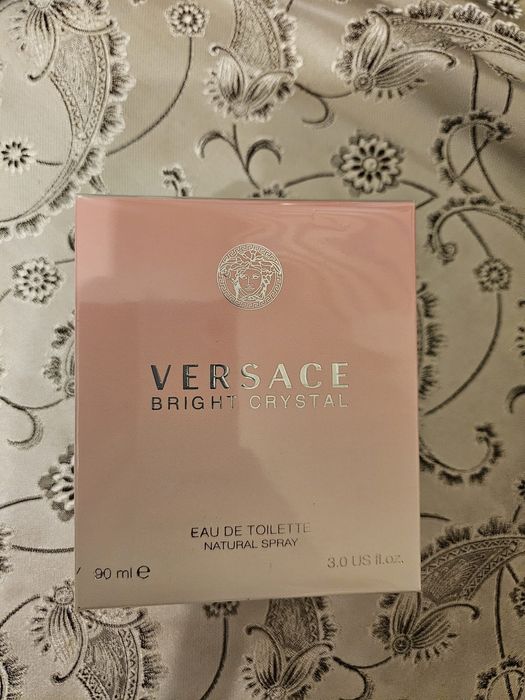 VERSACE
BRIGHT CRYSTAL
EAU DE TOILETTE
NATURAL SPRAY
90 ml e 3.0 US fl.oz.